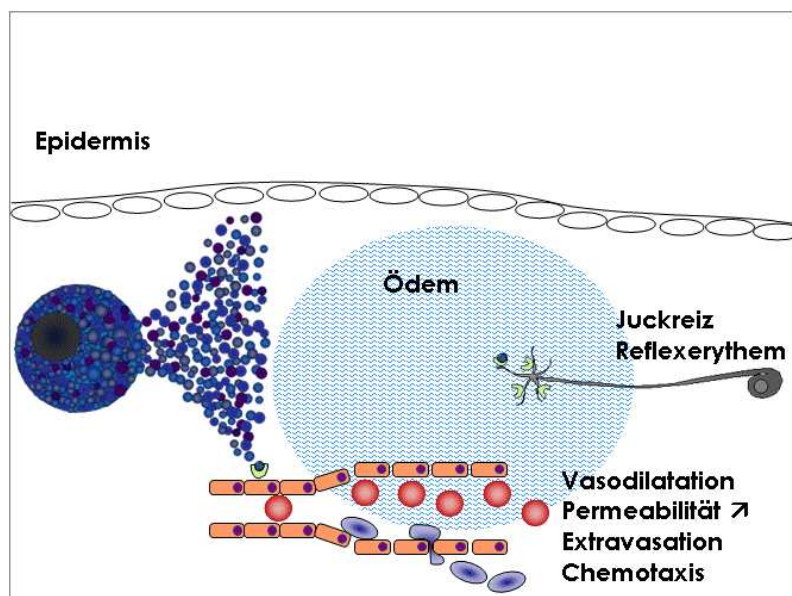 Epidermis
Ödem
Juckreiz
Reflexerythem
Vasodilatation
Permeabilität ↗
Extravasation
Chemotaxis